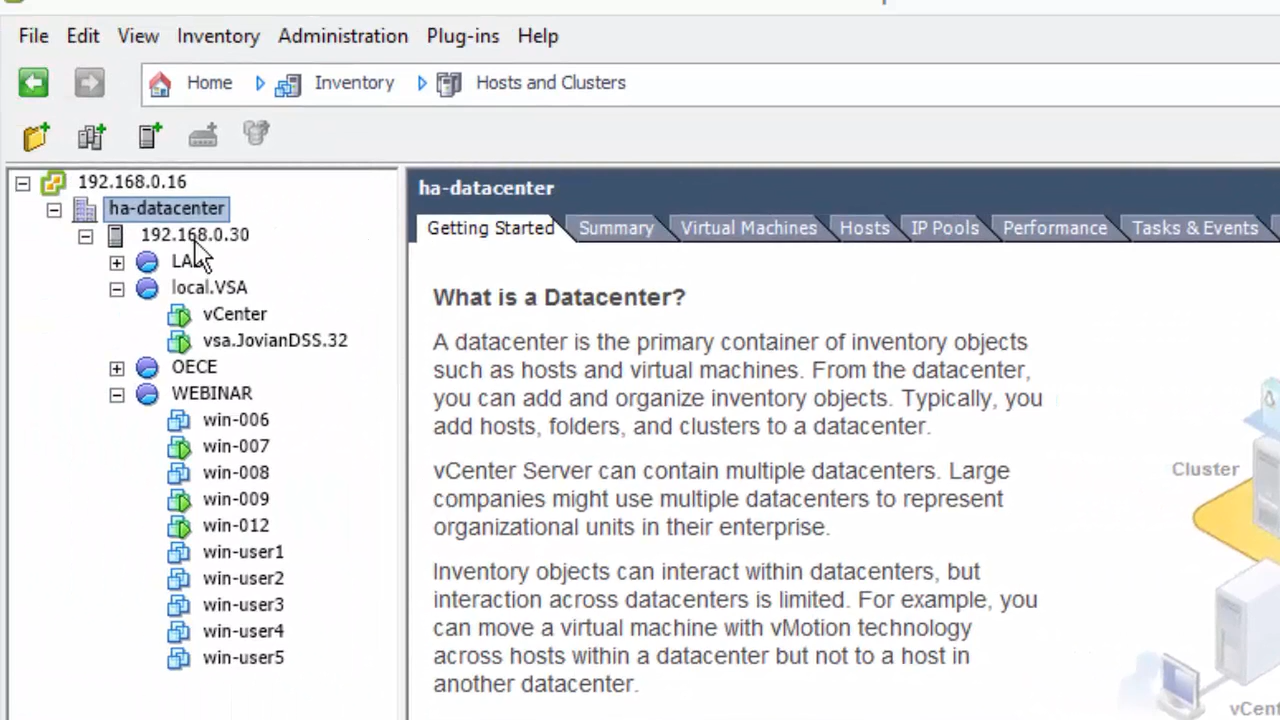 File Edit View Inventory Administration Plug-ins Help
Home Inventory Hosts and Clusters
192.168.0.16
ha-datacenter
192.168.0.30
local.VSA
vCenter
vsa.JovianDSS.32
OECE
WEBINAR
win-006
win-007
win-008
win-009
win-012
win-user1
win-user2
win-user3
win-user4
win-user5
ha-datacenter
Getting Started Summary Virtual Machines Hosts IP Pools Performance Tasks & Events
What is a Datacenter?
A datacenter is the primary container of inventory objects
such as hosts and virtual machines. From the datacenter,
you can add and organize inventory objects. Typically, you
add hosts, folders, and clusters to a datacenter.
vCenter Server can contain multiple datacenters. Large
companies might use multiple datacenters to represent
organizational units in their enterprise.
Inventory objects can interact within datacenters, but
interaction across datacenters is limited. For example, you
can move a virtual machine with vMotion technology
across hosts within a datacenter but not to a host in
another datacenter.
Cluster